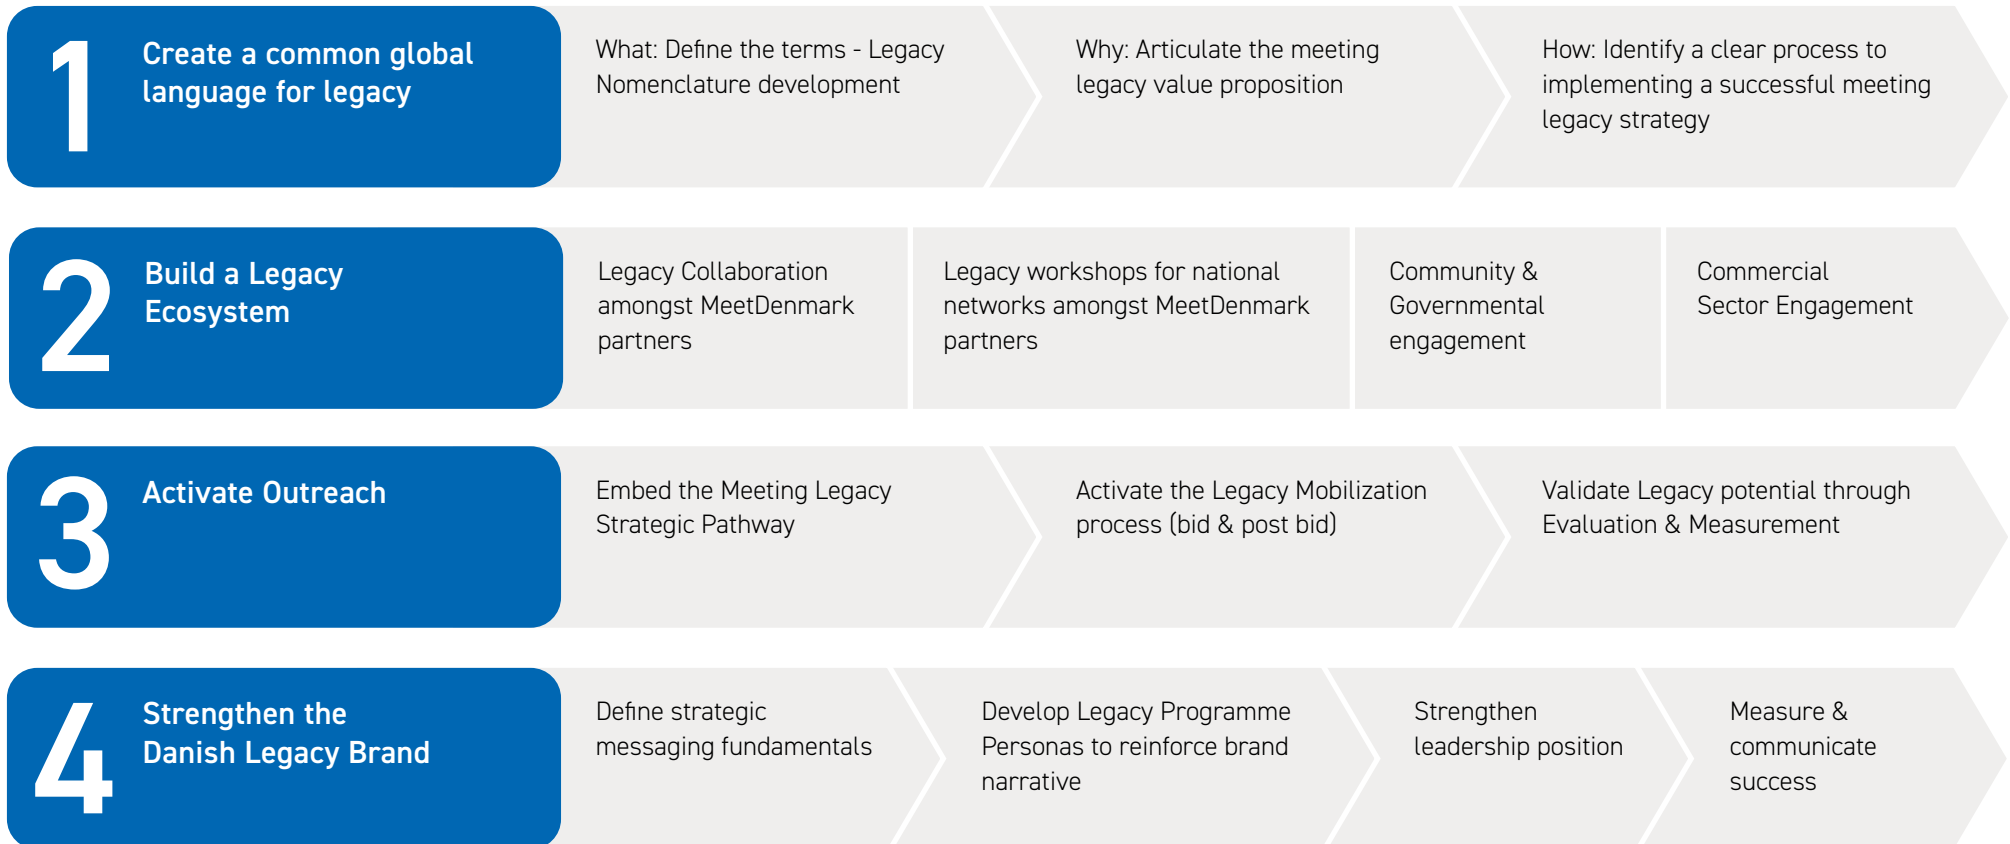 1
Create a common global
language for legacy
What: Define the terms - Legacy
Nomenclature development
Why: Articulate the meeting
legacy value proposition
How: Identify a clear process to
implementing a successful meeting
legacy strategy
2
Build a Legacy
Ecosystem
Legacy Collaboration
amongst MeetDenmark
partners
Legacy workshops for national
networks amongst MeetDenmark
partners
Community &
Governmental
engagement
Commercial
Sector Engagement
3
Activate Outreach
Embed the Meeting Legacy
Strategic Pathway
Activate the Legacy Mobilization
process (bid & post bid)
Validate Legacy potential through
Evaluation & Measurement
4
Strengthen the
Danish Legacy Brand
Define strategic
messaging fundamentals
Develop Legacy Programme
Personas to reinforce brand
narrative
Strengthen
leadership position
Measure &
communicate
success